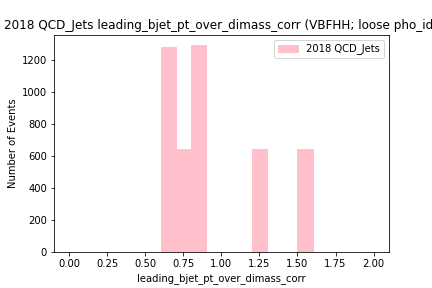 2018 QCD_Jets leading_bjet_pt_over_dimass_corr (VBFHH; loose pho_id
2018 QCD_Jets
Number of Events
1200
1000
800
600
400
200
0
0.00 0.25 0.50 0.75 1.00 1.25 1.50 1.75 2.00
leading_bjet_pt_over_dimass_corr